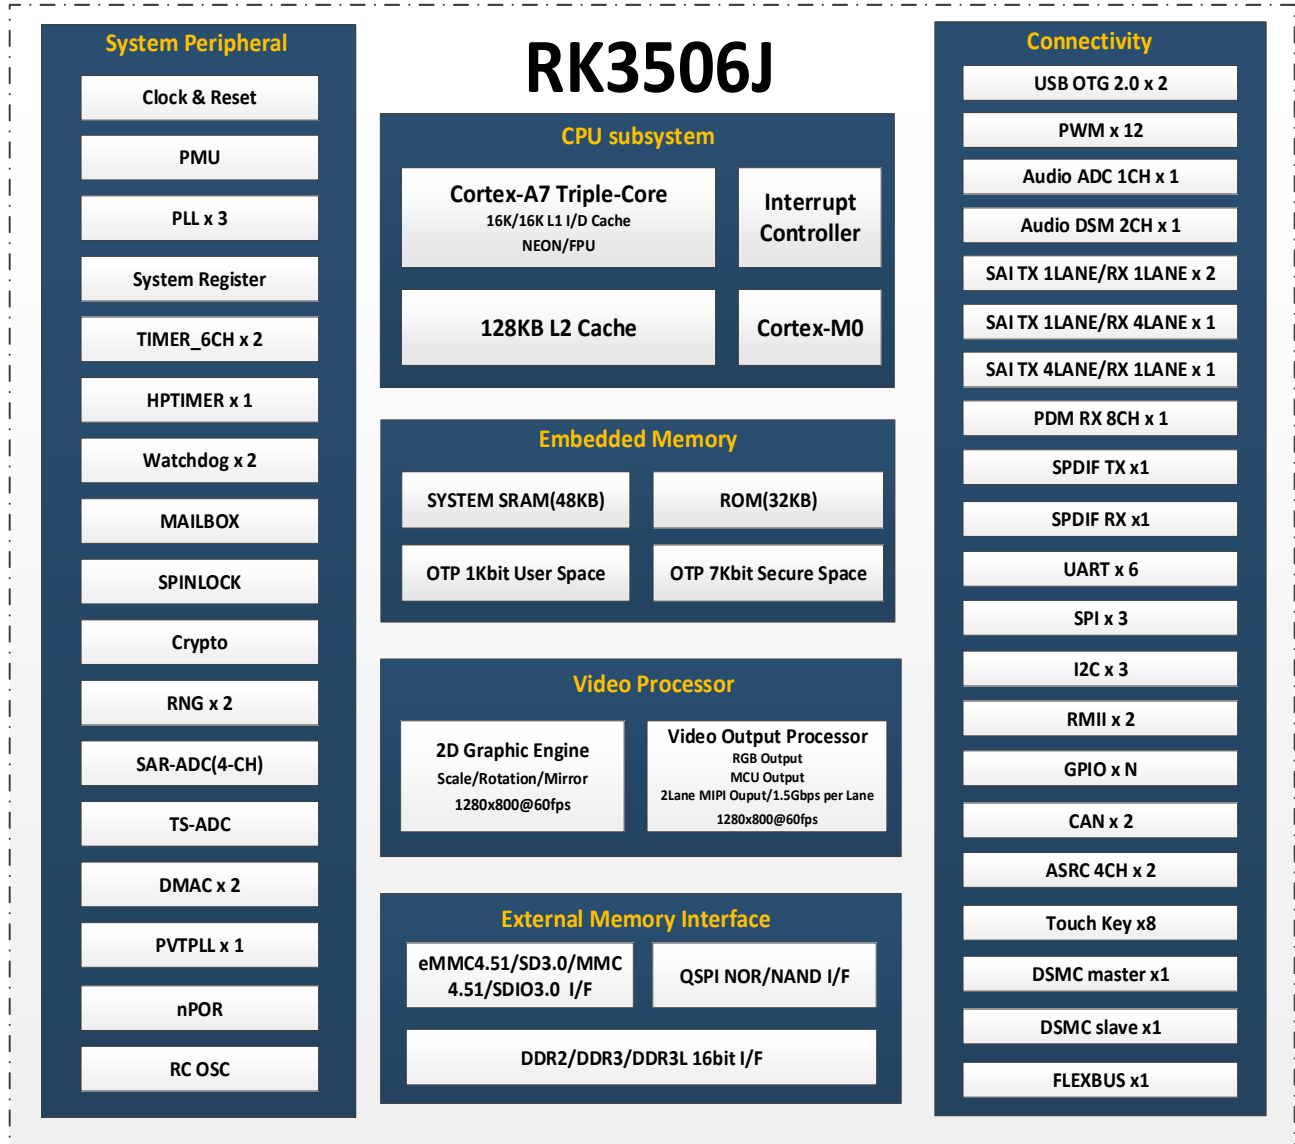 System Peripheral
Clock & Reset
PMU
PLL x 3
System Register
TIMER_6CH x 2
HPTIMER x 1
Watchdog x 2
MAILBOX
SPINLOCK
Crypto
RNG x 2
SAR-ADC(4-CH)
TS-ADC
DMAC x 2
PVTPLL x 1
nPOR
RC OSC
RK3506J
CPU subsystem
Cortex-A7 Triple-Core
16K/16K L1 I/D Cache
NEON/FPU
Interrupt
Controller
128KB L2 Cache
Cortex-M0
Embedded Memory
SYSTEM SRAM(48KB)
ROM(32KB)
OTP 1Kbit User Space
OTP 7Kbit Secure Space
Video Processor
2D Graphic Engine
Scale/Rotation/Mirror
1280x800@60fps
Video Output Processor
RGB Output
MCU Output
2Lane MIPI Ouput/1.5Gbps per Lane
1280x800@60fps
External Memory Interface
eMMC4.51/SD3.0/MMC
4.51/SDIO3.0 I/F
QSPI NOR/NAND I/F
DDR2/DDR3/DDR3L 16bit I/F
Connectivity
USB OTG 2.0 x 2
PWM x 12
Audio ADC 1CH x 1
Audio DSM 2CH x 1
SAI TX 1LANE/RX 1LANE x 2
SAI TX 1LANE/RX 4LANE x 1
SAI TX 4LANE/RX 1LANE x 1
PDM RX 8CH x 1
SPDIF TX x1
SPDIF RX x1
UART x 6
SPI x 3
I2C x 3
RMII x 2
GPIO x N
CAN x 2
ASRC 4CH x 2
Touch Key x8
DSMC master x1
DSMC slave x1
FLEXBUS x1